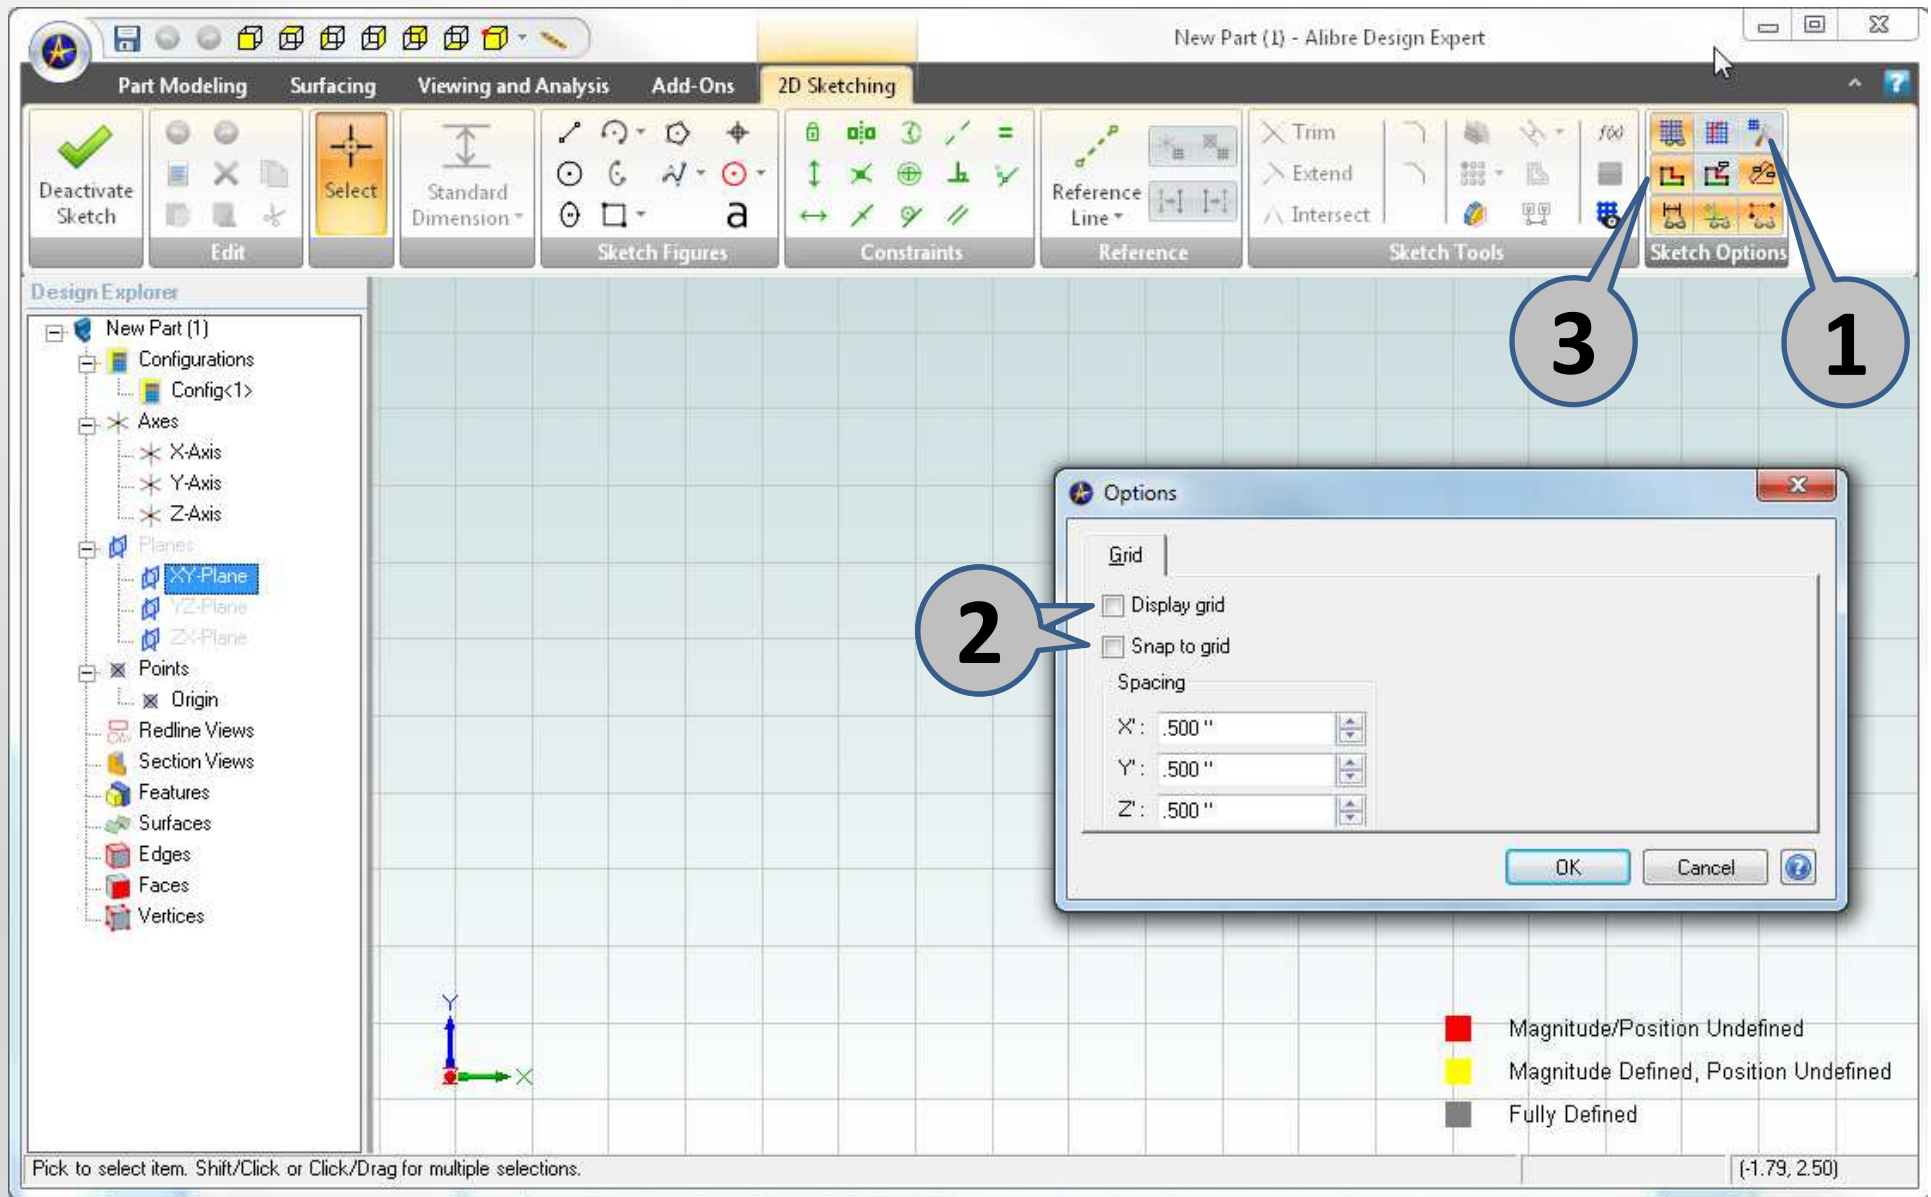 New Part (1) - Alibre Design Expert
Part Modeling Surfacing Viewing and Analysis Add-Ons 2D Sketching
Deactivate Sketch
Edit
Select
Standard Dimension
a
Sketch Figures
Constraints
Reference Line
Reference
Trim
Extend
Intersect
f(x)
Sketch Tools
Sketch Options
3
1
Design Explorer
New Part (1)
Configurations
Config<1>
Axes
X-Axis
Y-Axis
Z-Axis
Planes
XY-Plane
YZ-Plane
ZX-Plane
Points
Origin
Redline Views
Section Views
Features
Surfaces
Edges
Faces
Vertices
Options
Grid
2
Display grid
Snap to grid
Spacing
X' : .500 "
Y' : .500 "
Z' : .500 "
OK Cancel
Y
X
Magnitude/Position Undefined
Magnitude Defined, Position Undefined
Fully Defined
Pick to select item. Shift/Click or Click/Drag for multiple selections.
(-1.79, 2.50)